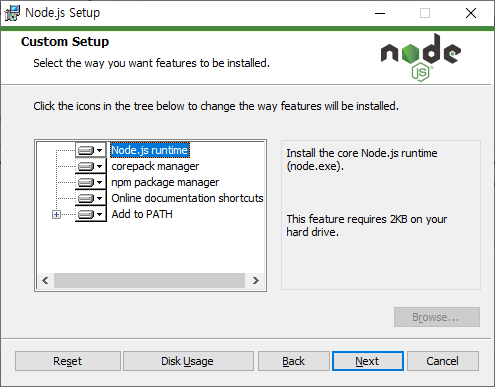 Node.js Setup
Custom Setup
Select the way you want features to be installed.
node
JS
Click the icons in the tree below to change the way features will be installed.
Node.js runtime
corepack manager
npm package manager
Online documentation shortcuts
Add to PATH
Install the core Node.js runtime
(node.exe).
This feature requires 2KB on your
hard drive.
Browse...
Reset
Disk Usage
Back
Next
Cancel